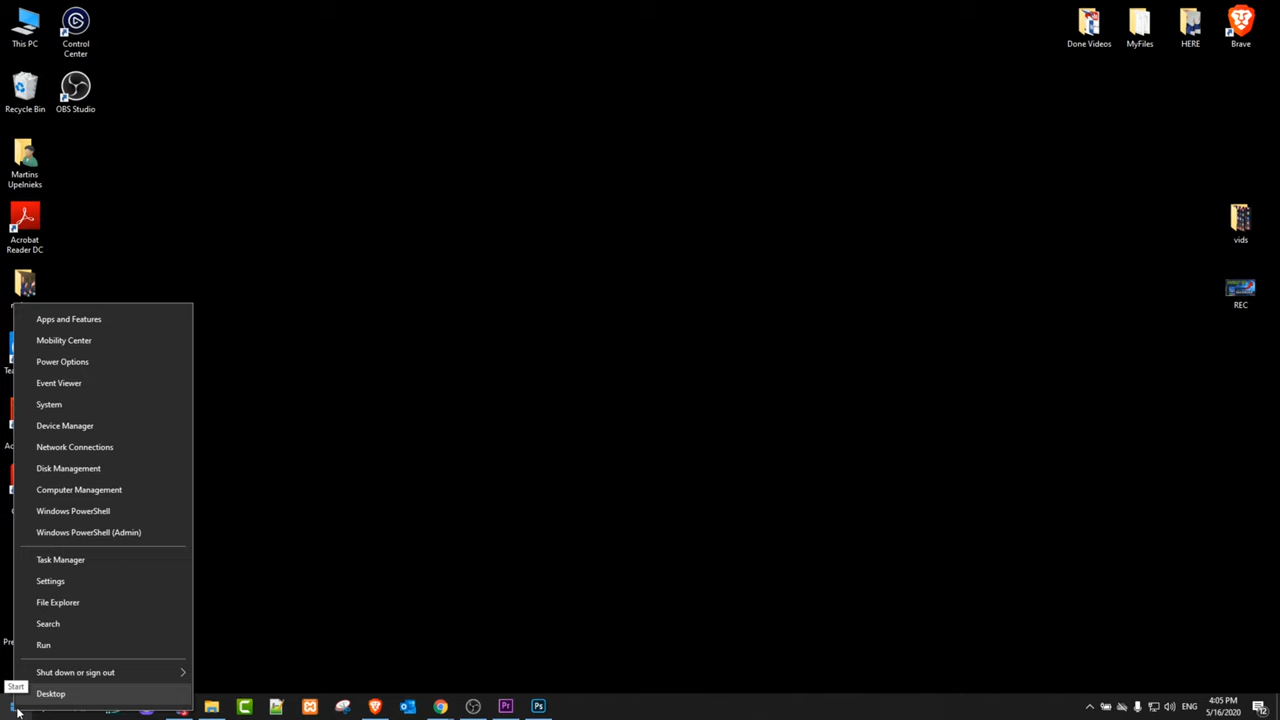 This PC
Control
Center
Done Videos
MyFiles
HERE
Brave
Recycle Bin
OBS Studio
Martins
Upelnieks
Acrobat
Reader DC
vids
REC
Apps and Features
Mobility Center
Power Options
Event Viewer
System
Device Manager
Network Connections
Disk Management
Computer Management
Windows PowerShell
Windows PowerShell (Admin)
Task Manager
Settings
File Explorer
Search
Run
Shut down or sign out
Desktop
Start
Pr
Ps
ENG
4:05 PM
5/16/2020
12